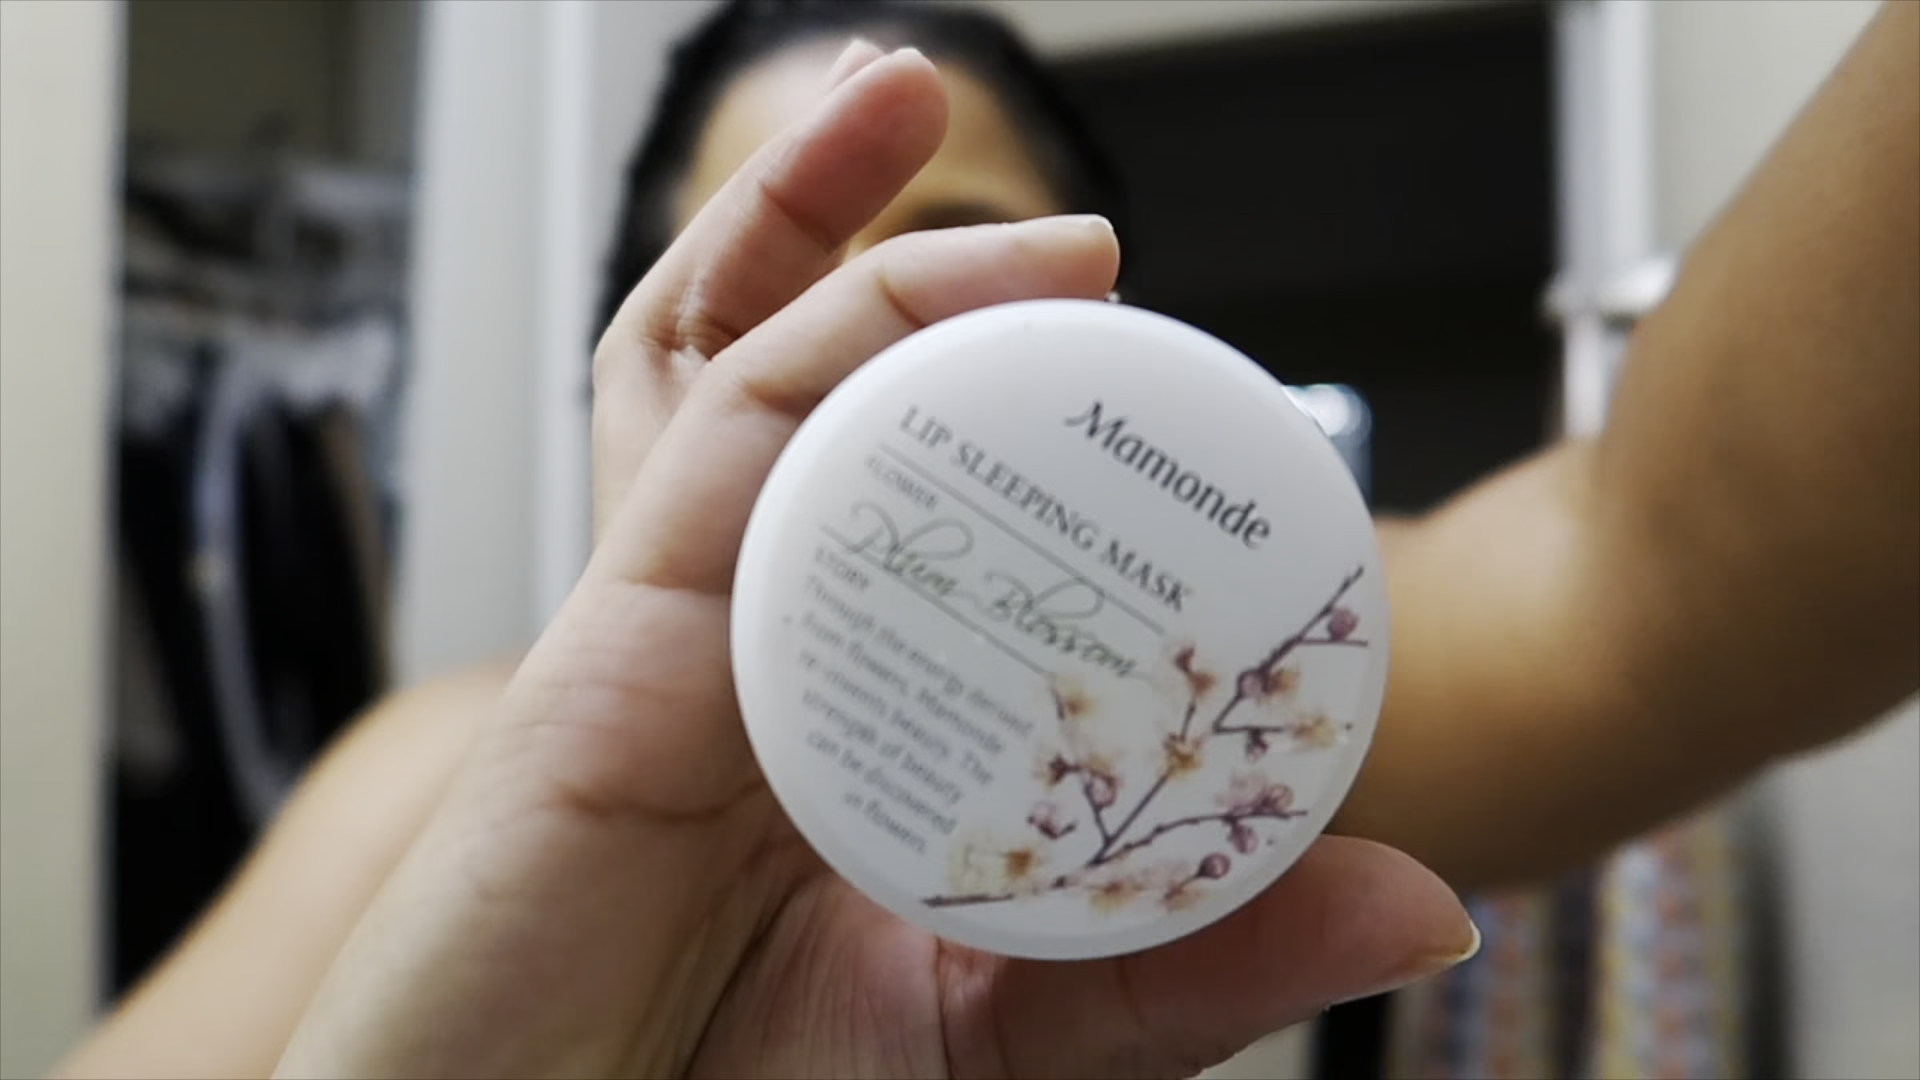 Mamonde
LIP SLEEPING MASK
FLOWER
Plum Blossom
STORY
Through the energy derived
from flowers, Mamonde
re-invents beauty. The
strength of beauty
can be discovered
in flowers.